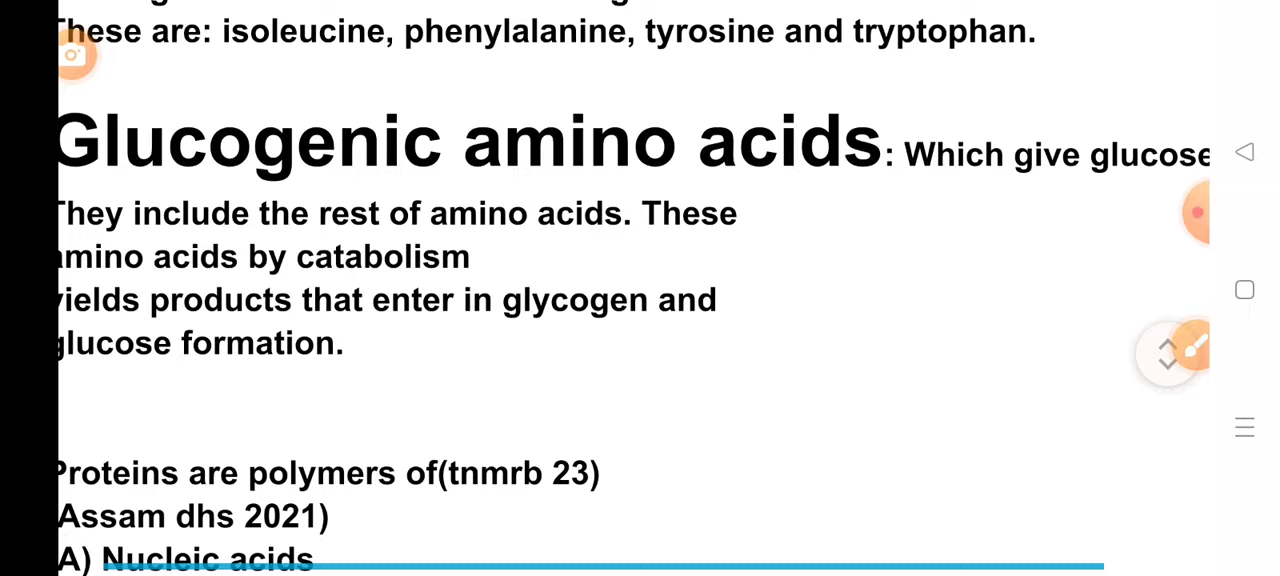 These are: isoleucine, phenylalanine, tyrosine and tryptophan.
Glucogenic amino acids: Which give glucose
They include the rest of amino acids. These
amino acids by catabolism
yields products that enter in glycogen and
glucose formation.
Proteins are polymers of(tnmrb 23)
Assam dhs 2021)
A) Nucleic acids